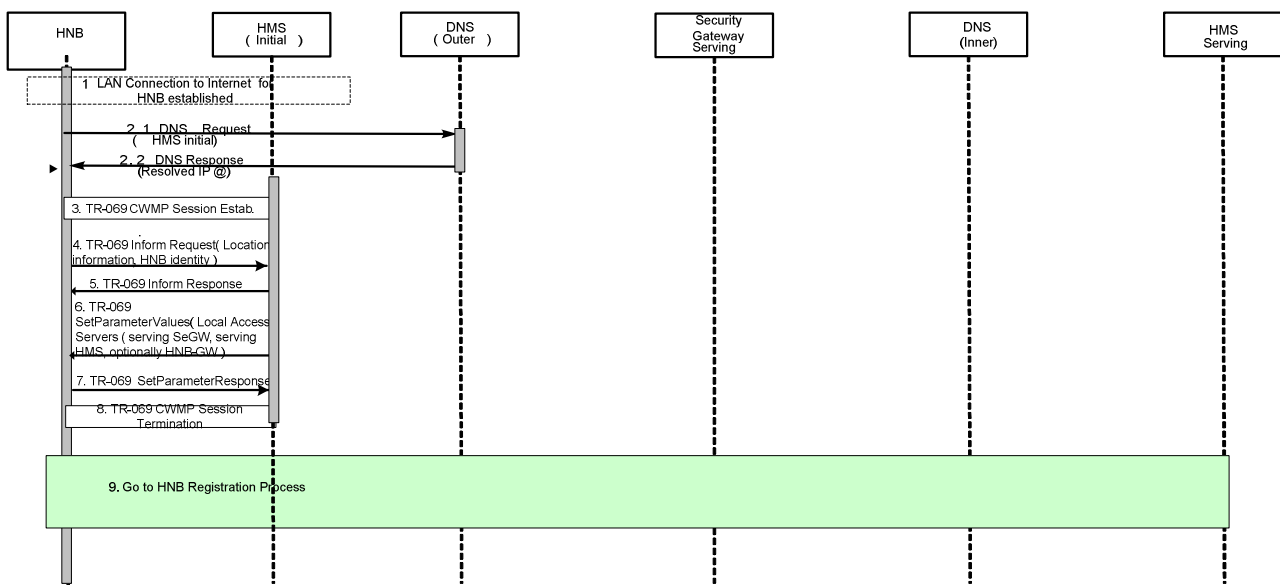 HNB
HMS
( Initial )
DNS
( Outer )
Security
Gateway
Serving
DNS
(Inner)
HMS
Serving
1 LAN Connection to Internet for
HNB established
2. 1 DNS Request
( HMS initial)
2. 2 DNS Response
(Resolved IP @)
3. TR-069 CWMP Session Estab.
4. TR-069 Inform Request( Location
information, HNB identity )
5. TR-069 Inform Response
6. TR-069
SetParameterValues( Local Access
Servers ( serving SeGW, serving
HMS, optionally HNB-GW )
7. TR-069 SetParameterResponse
8. TR-069 CWMP Session
Termination
9. Go to HNB Registration Process